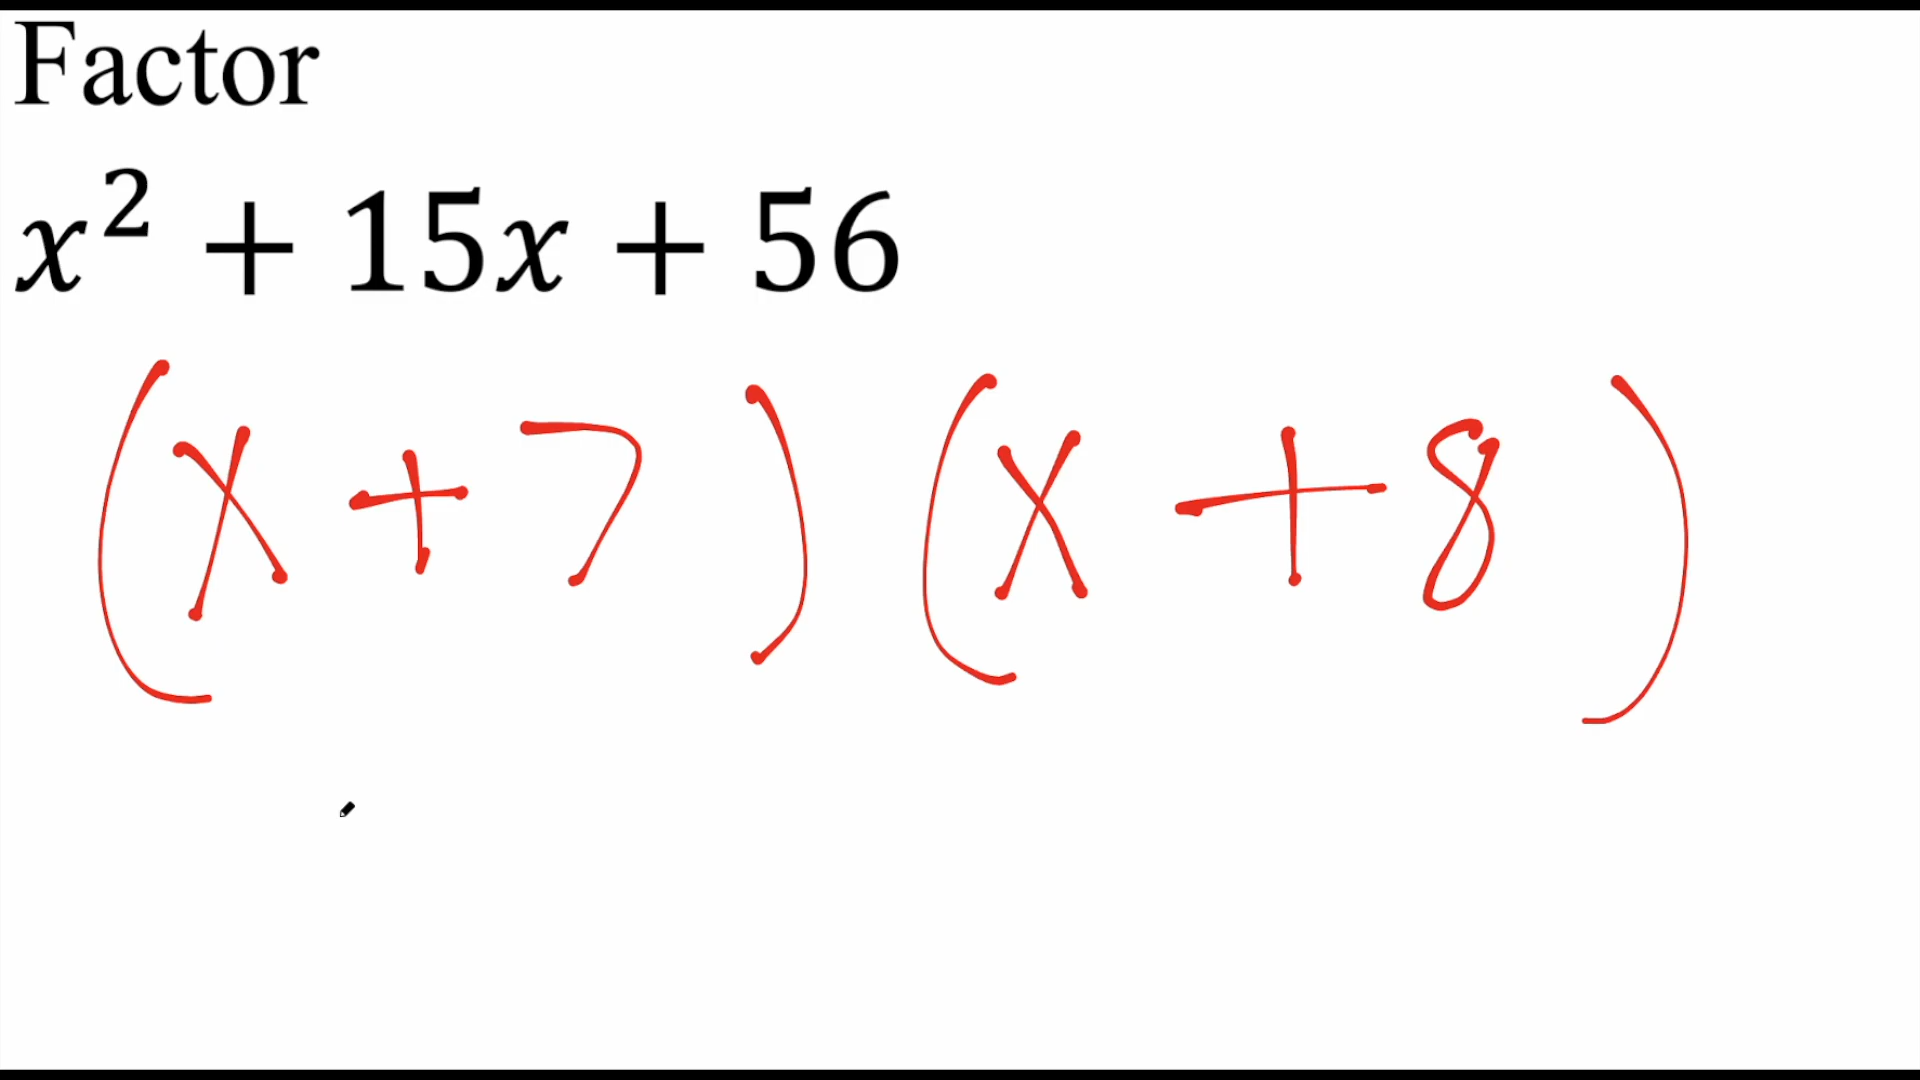 Factor
x² + 15x + 56
(x + 7) (x + 8)